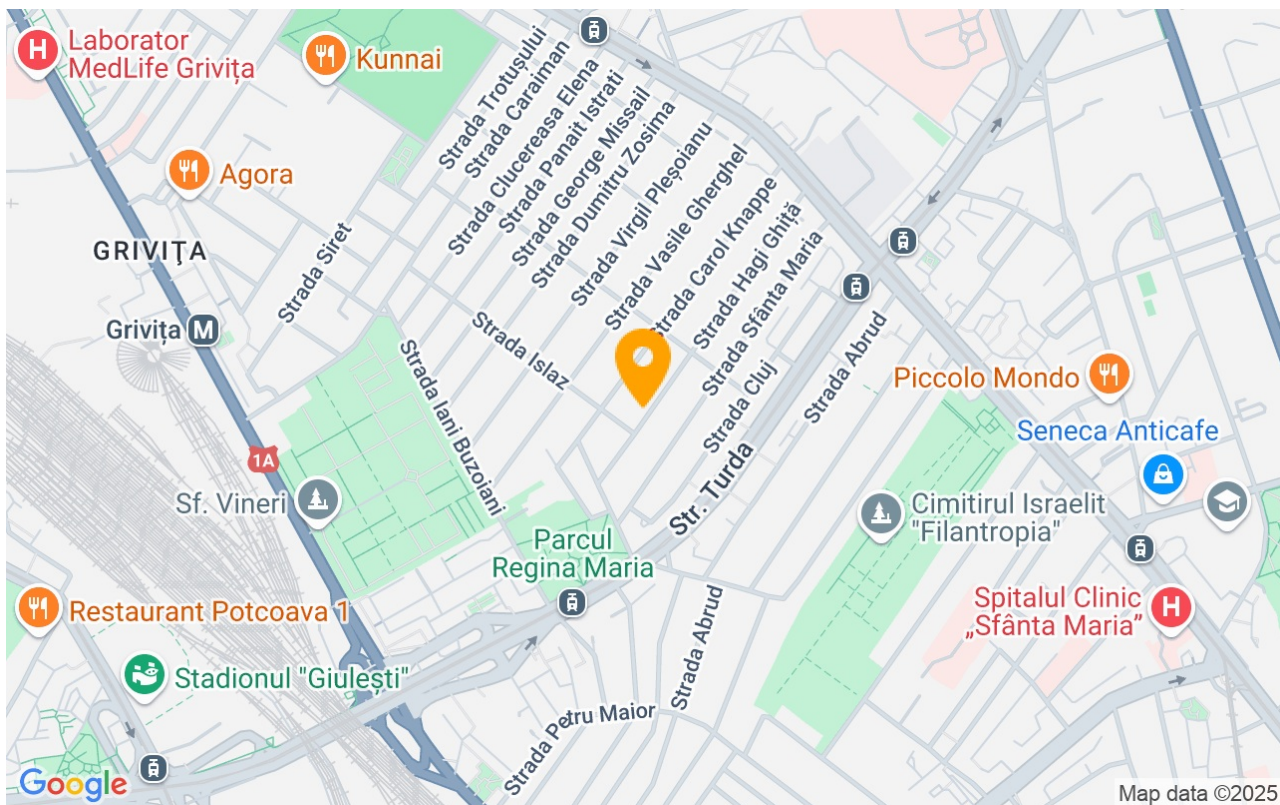 Laborator
MedLife Grivița
Kunnai
Strada Trotușului
Strada Caraiman
Strada Clucereasa Elena
Strada Panait Istrati
Strada George Missail
Strada Dumitru Zosima
Strada Virgil Pleșoianu
Strada Vasile Gherghel
Strada Carol Knappe
Strada Hagi Ghiță
Strada Sfânta Maria
Agora
GRIVIŢA
Strada Siret
Grivița
M
Strada Islaz
Strada Iani Buzoiani
Strada Cluj
Strada Abrud
Piccolo Mondo
Seneca Anticafe
1A
Sf. Vineri
Str. Turda
Cimitirul Israelit
"Filantropia"
Parcul
Regina Maria
Restaurant Potcoava 1
Spitalul Clinic
„Sfânta Maria”
Stadionul "Giulești"
Strada Abrud
Strada Petru Maior
Google
Map data ©2025